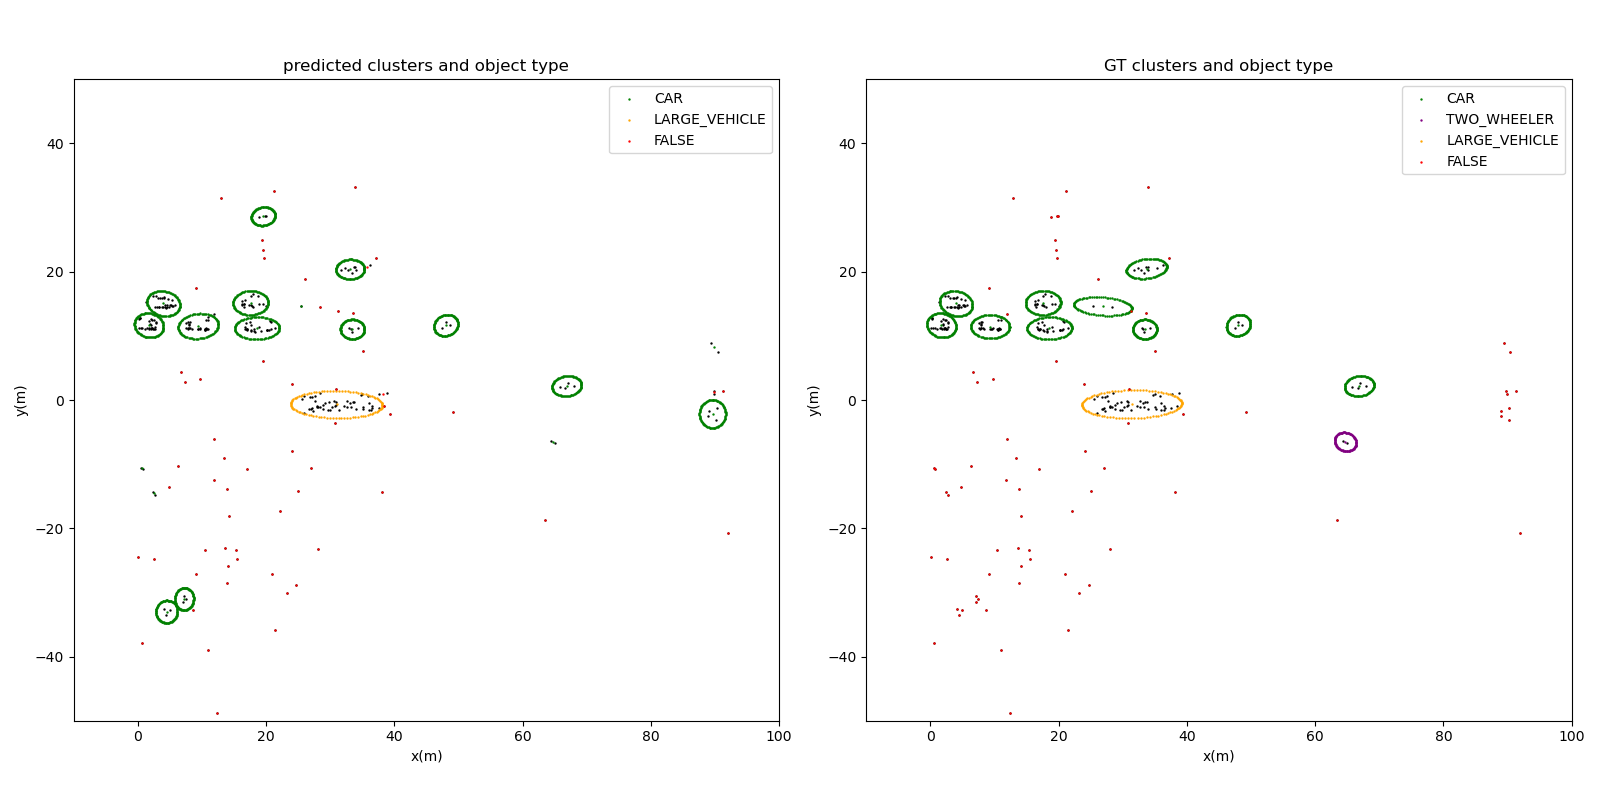 predicted clusters and object type
CAR
LARGE_VEHICLE
FALSE
40
20
0
−20
−40
y(m)
0
20
40
60
80
100
x(m)
GT clusters and object type
CAR
TWO_WHEELER
LARGE_VEHICLE
FALSE
40
20
0
−20
−40
y(m)
0
20
40
60
80
100
x(m)